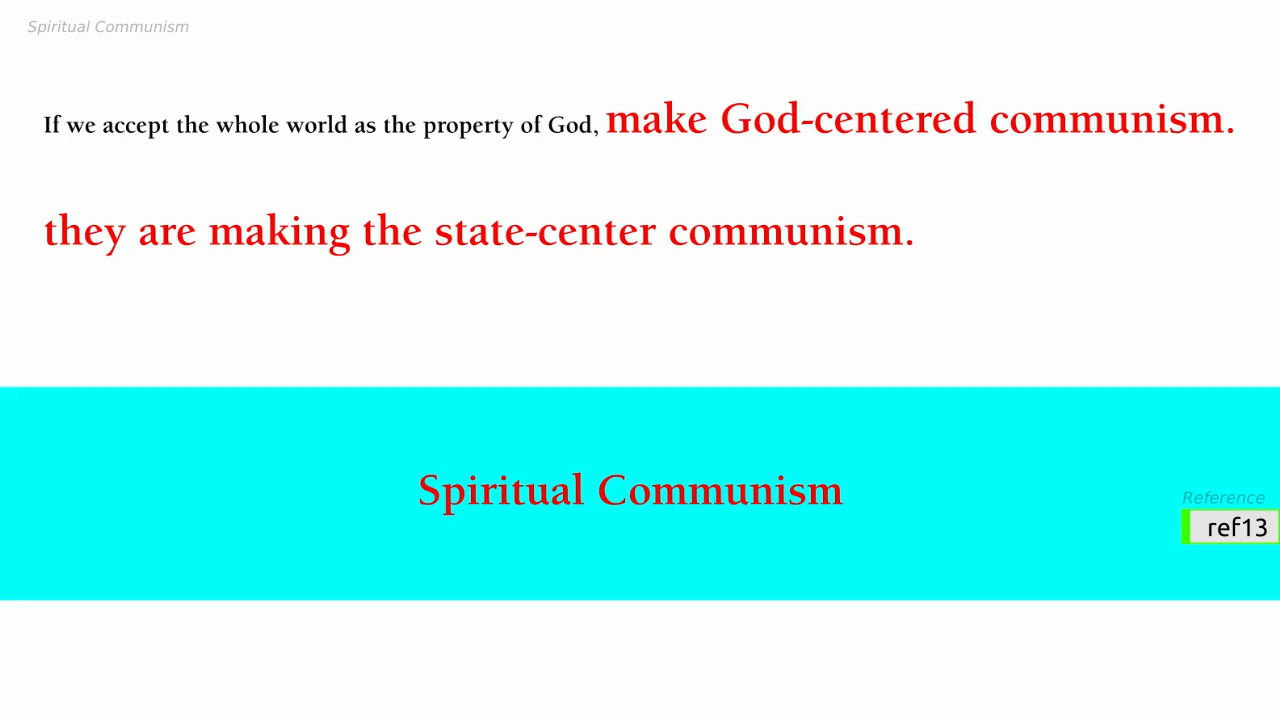 Spiritual Communism
If we accept the whole world as the property of God, make God-centered communism.
they are making the state-center communism.
Spiritual Communism
Reference
ref13